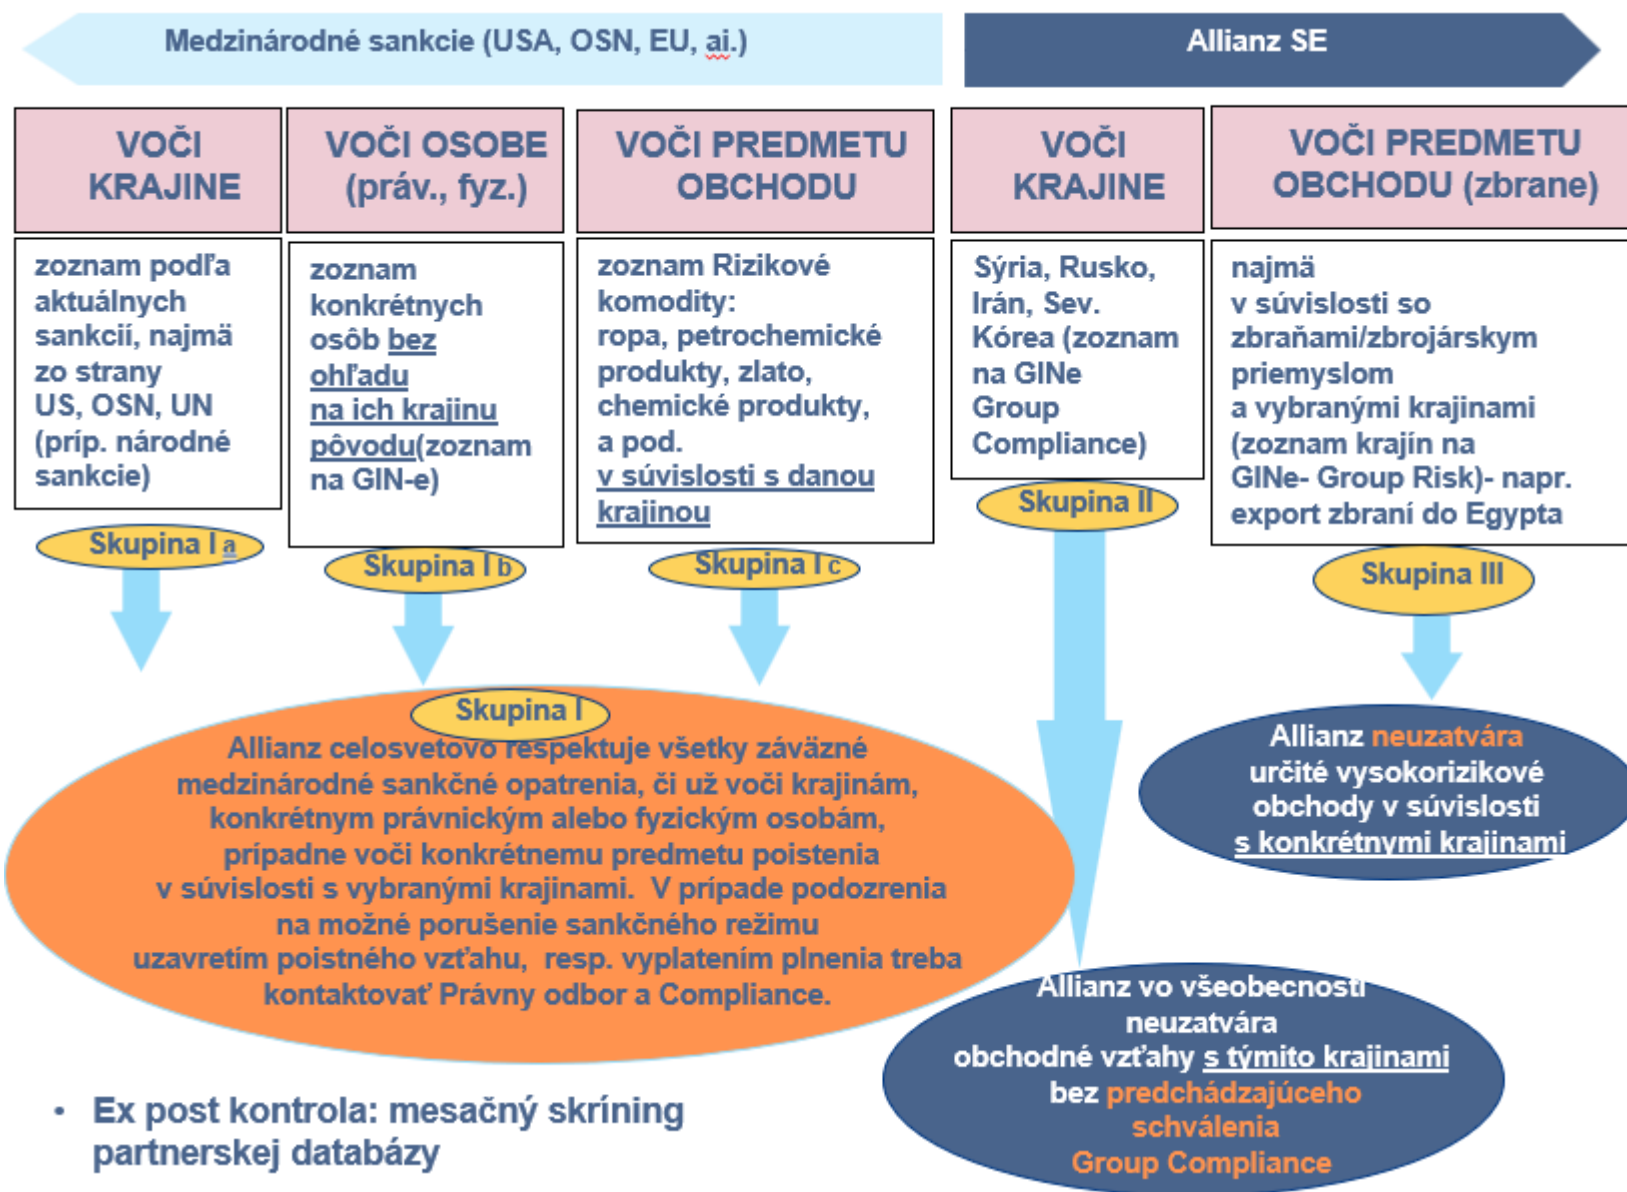 Medzinárodné sankcie (USA, OSN, EU, ai.)
Allianz SE
VOČI
KRAJINE
VOČI OSOBE
(práv., fyz.)
VOČI PREDMETU
OBCHODU
VOČI
KRAJINE
VOČI PREDMETU
OBCHODU (zbrane)
zoznam podľa
aktuálnych
sankcií, najmä
zo strany
US, OSN, UN
(príp. národné
sankcie)
zoznam
konkrétnych
osôb bez
ohľadu
na ich krajinu
pôvodu(zoznam
na GIN-e)
zoznam Rizikové
komodity:
ropa, petrochemické
produkty, zlato,
chemické produkty,
a pod.
v súvislosti s danou
krajinou
Sýria, Rusko,
Irán, Sev.
Kórea (zoznam
na GINe
Group
Compliance)
najmä
v súvislosti so
zbraňami/zbrojárskym
priemyslom
a vybranými krajinami
(zoznam krajín na
GINe- Group Risk)- napr.
export zbraní do Egypta
Skupina I a
Skupina I b
Skupina I c
Skupina II
Skupina III
Skupina I
Allianz celosvetovo respektuje všetky záväzné
medzinárodné sankčné opatrenia, či už voči krajinám,
konkrétnym právnickým alebo fyzickým osobám,
prípadne voči konkrétnemu predmetu poistenia
v súvislosti s vybranými krajinami. V prípade podozrenia
na možné porušenie sankčného režimu
uzavretím poistného vzťahu, resp. vyplatením plnenia treba
kontaktovať Právny odbor a Compliance.
Allianz neuzatvára
určité vysokorizikové
obchody v súvislosti
s konkrétnymi krajinami
Allianz vo všeobecnosti
neuzatvára
obchodné vzťahy s týmito krajinami
bez predchádzajúceho
schválenia
Group Compliance
• Ex post kontrola: mesačný skríning
partnerskej databázy